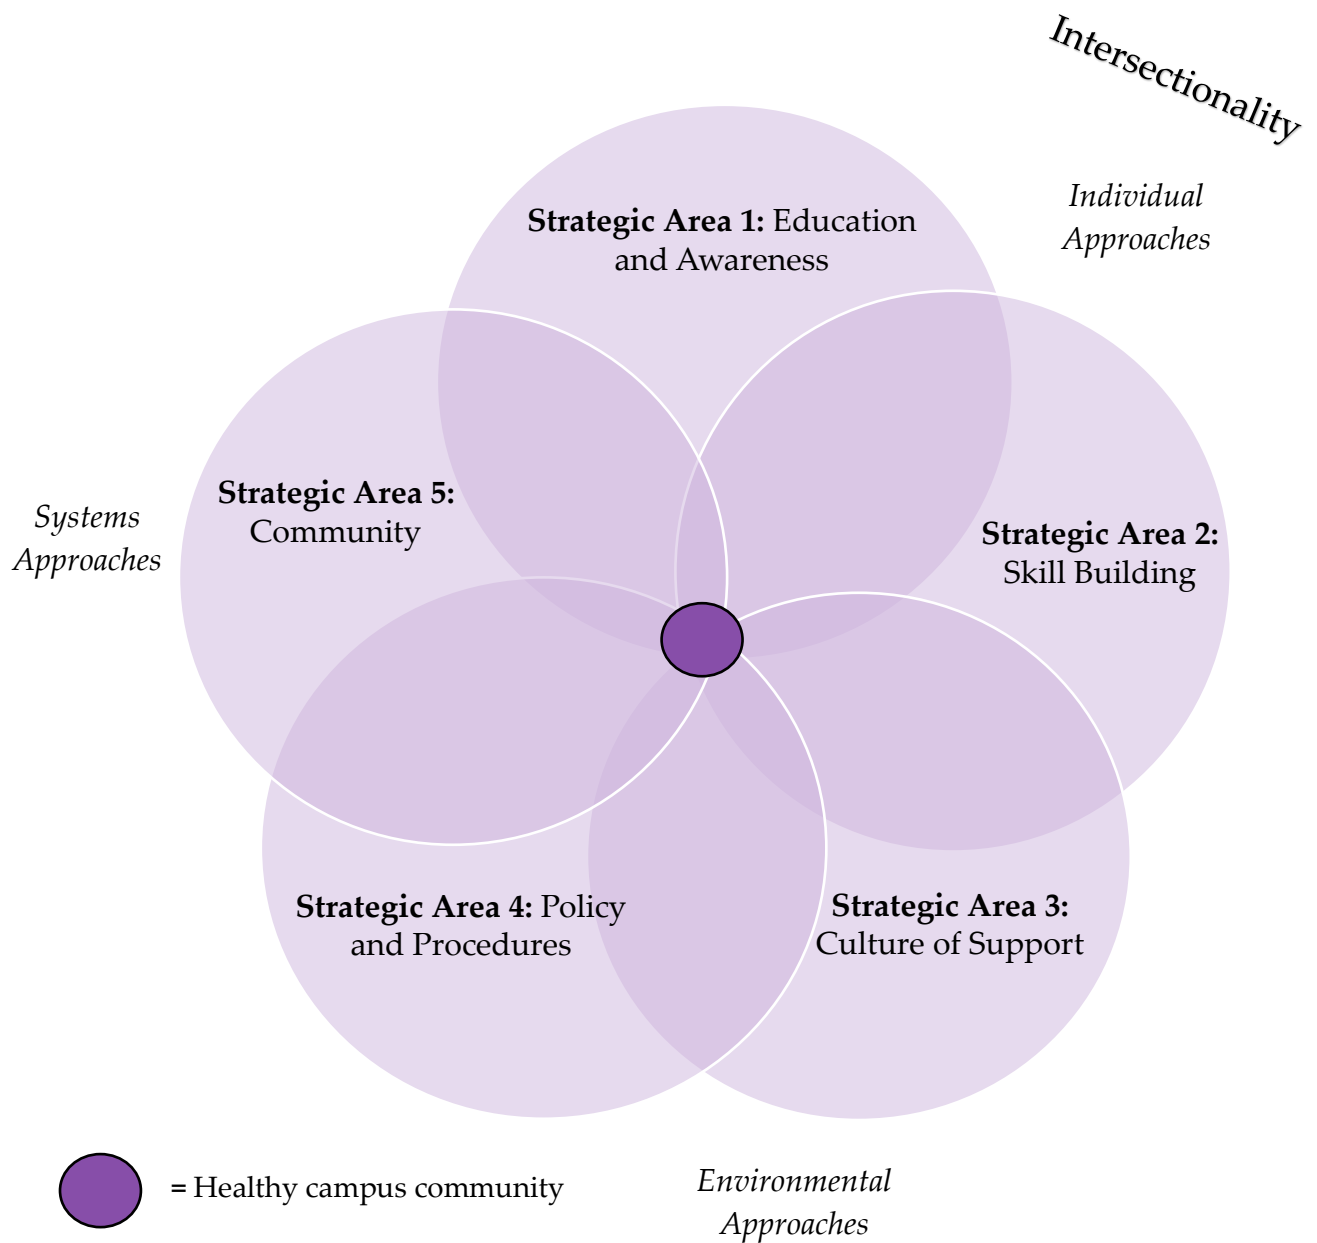 Intersectionality
Individual
Approaches
Strategic Area 1: Education
and Awareness
Strategic Area 5:
Community
Systems
Approaches
Strategic Area 2:
Skill Building
Strategic Area 4: Policy
and Procedures
Strategic Area 3:
Culture of Support
= Healthy campus community
Environmental
Approaches